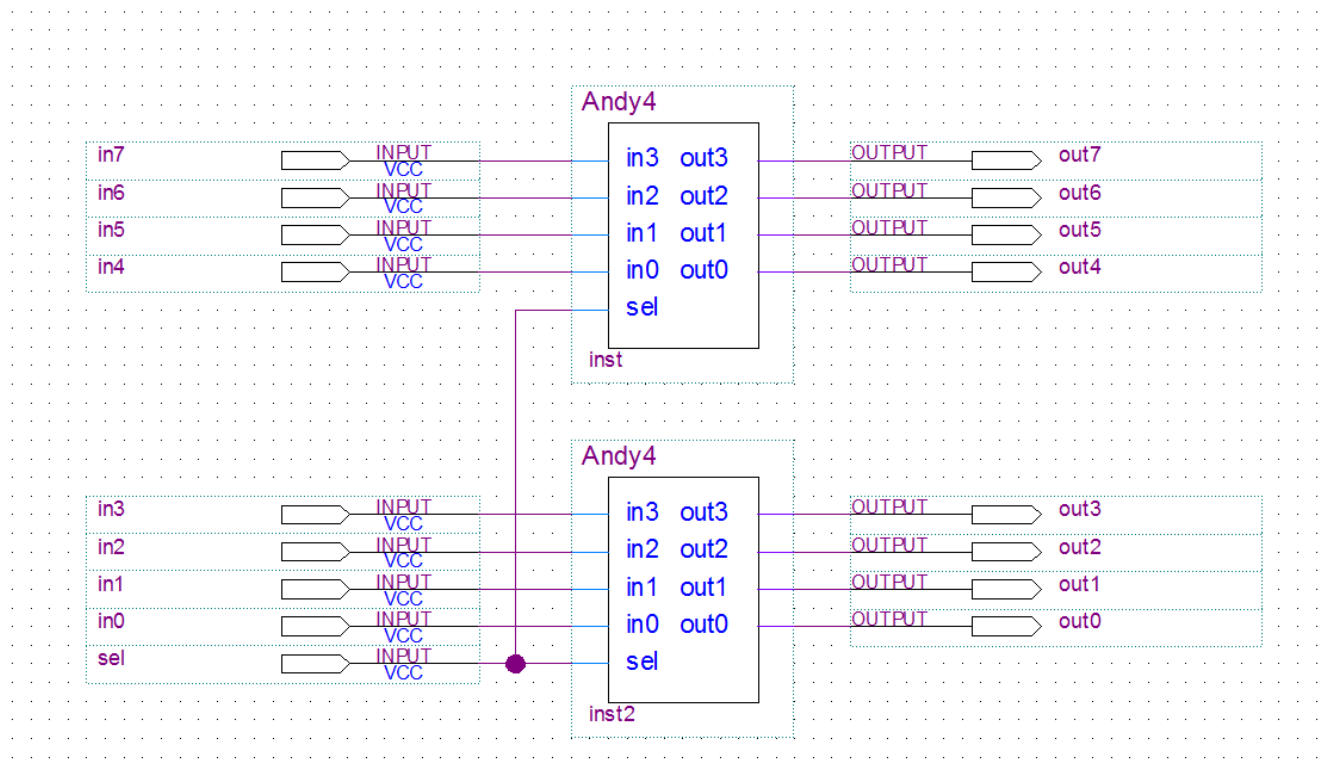 Andy4
in7 INPUT VCC in3 out3 OUTPUT out7
in6 INPUT VCC in2 out2 OUTPUT out6
in5 INPUT VCC in1 out1 OUTPUT out5
in4 INPUT VCC in0 out0 OUTPUT out4
sel
inst
Andy4
in3 INPUT VCC in3 out3 OUTPUT out3
in2 INPUT VCC in2 out2 OUTPUT out2
in1 INPUT VCC in1 out1 OUTPUT out1
in0 INPUT VCC in0 out0 OUTPUT out0
sel INPUT VCC sel
inst2